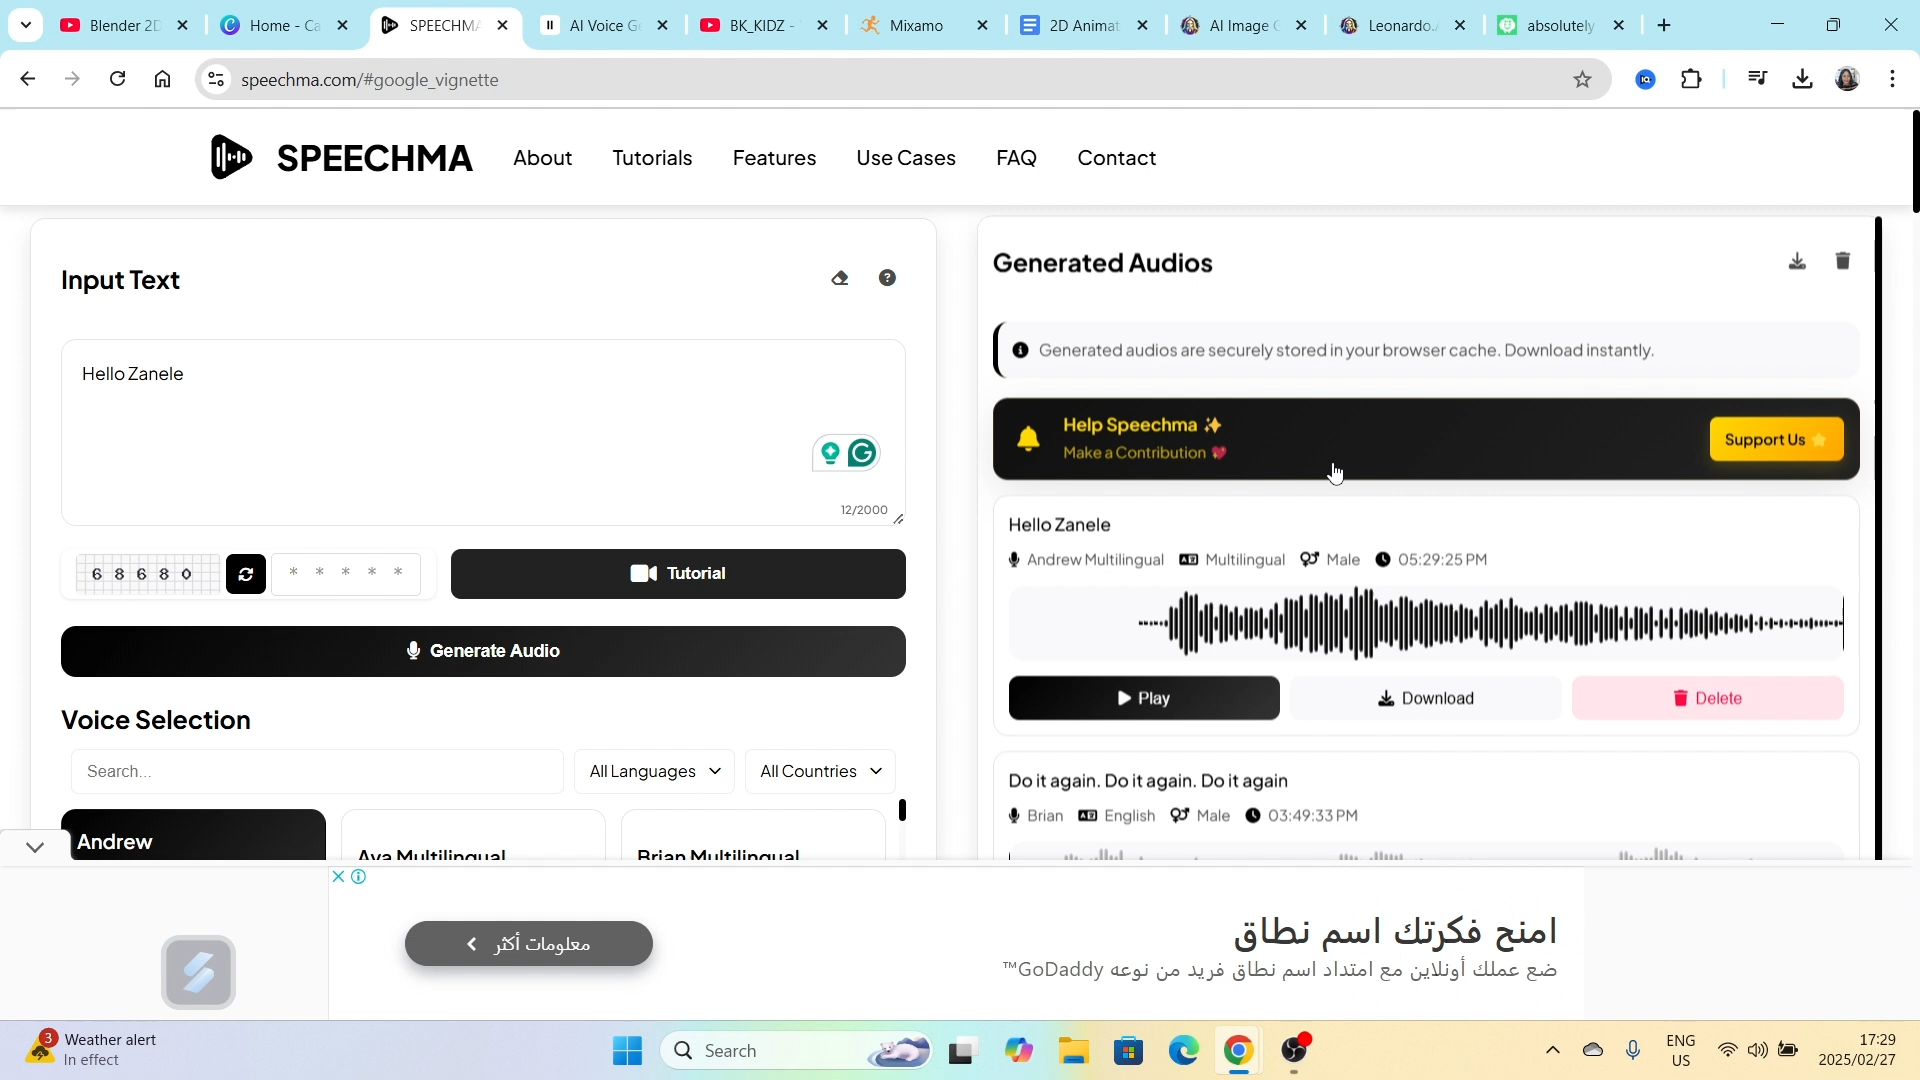 Blender 2D
Home - Ca
SPEECHMA
AI Voice Ge
BK_KIDZ -
Mixamo
2D Animat
AI Image
Leonardo.
absolutely
speechma.com/#google_vignette
SPEECHMA
About
Tutorials
Features
Use Cases
FAQ
Contact
Input Text
Hello Zanele
12/2000
6 8 6 8 0
* * * * *
Tutorial
Generate Audio
Voice Selection
Search...
All Languages
All Countries
Andrew
Ava Multilingual
Brian Multilingual
Generated Audios
Generated audios are securely stored in your browser cache. Download instantly.
Help Speechma ✨
Make a Contribution 💖
Support Us ⭐
Hello Zanele
Andrew Multilingual Multilingual Male 05:29:25 PM
Play
Download
Delete
Do it again. Do it again. Do it again
Brian English Male 03:49:33 PM
امنح فكرتك اسم نطاق
ضع عملك أونلاين مع امتداد اسم نطاق فريد من نوعه GoDaddy™
معلومات أكثر
3
Weather alert
In effect
Search
ENG
US
17:29
2025/02/27